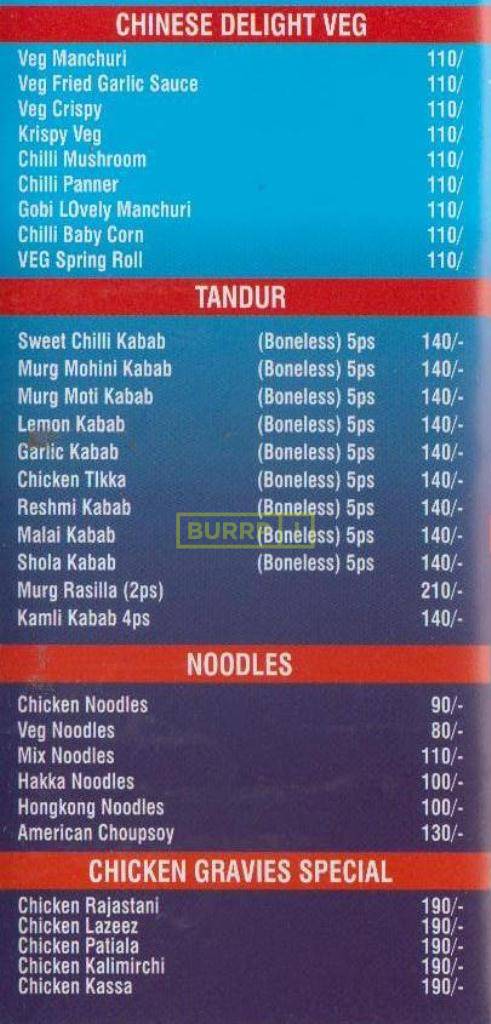 CHINESE DELIGHT VEG
Veg Manchuri 110/
Veg Fried Garlic Sauce 110/
Veg Crispy 110/
Krispy Veg 110/
Chilli Mushroom 110/
Chilli Panner 110/
Gobi LOvely Manchuri 110/
Chilli Baby Corn 110/
VEG Spring Roll 110/
TANDUR
Sweet Chilli Kabab (Boneless) 5ps 140/-
Murg Mohini Kabab (Boneless) 5ps 140/-
Murg Moti Kabab (Boneless) 5ps 140/-
Lemon Kabab (Boneless) 5ps 140/-
Garlic Kabab (Boneless) 5ps 140/-
Chicken TIkka (Boneless) 5ps 140/-
Reshmi Kabab (Boneless) 5ps 140/-
Malai Kabab (Boneless) 5ps 140/-
Shola Kabab (Boneless) 5ps 140/-
Murg Rasilla (2ps) 210/-
Kamli Kabab 4ps 140/-
NOODLES
Chicken Noodles 90/-
Veg Noodles 80/-
Mix Noodles 110/-
Hakka Noodles 100/-
Hongkong Noodles 100/-
American Choupsoy 130/-
CHICKEN GRAVIES SPECIAL
Chicken Rajastani 190/-
Chicken Lazeez 190/-
Chicken Patiala 190/-
Chicken Kalimirchi 190/-
Chicken Kassa 190/-